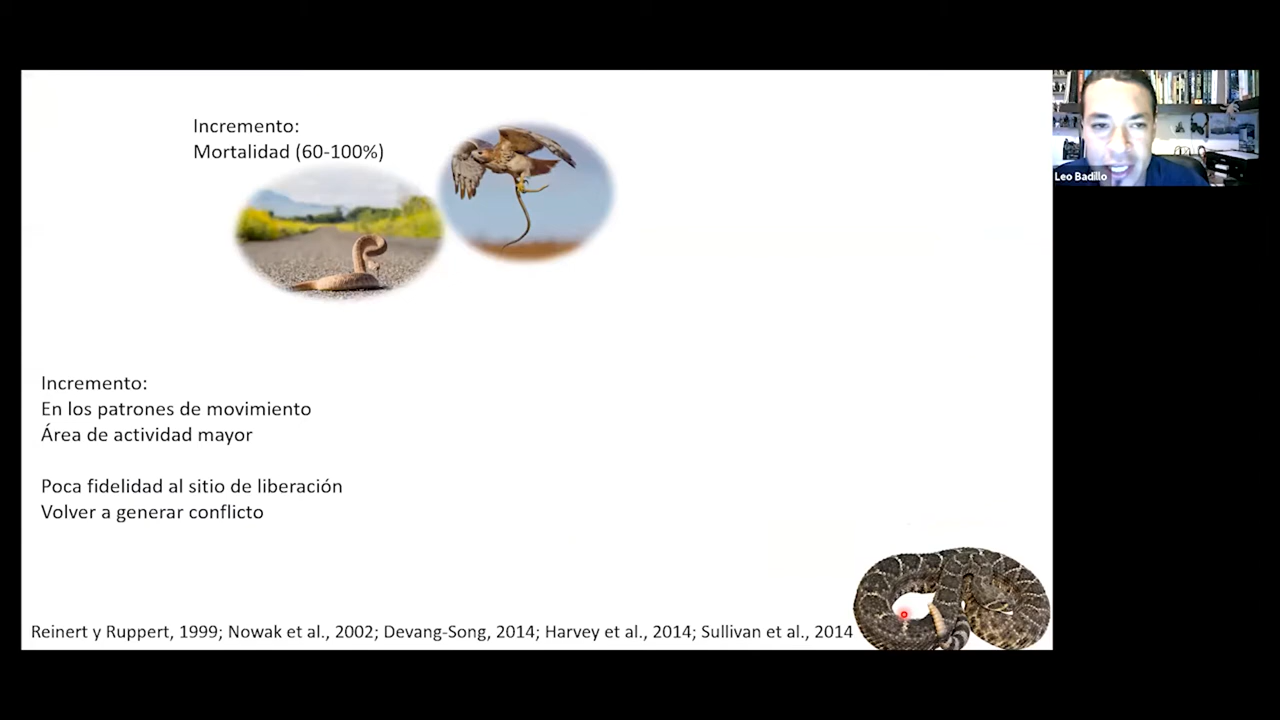 Incremento:
Mortalidad (60-100%)
Leo Badillo
Incremento:
En los patrones de movimiento
Área de actividad mayor
Poca fidelidad al sitio de liberación
Volver a generar conflicto
Reinert y Ruppert, 1999; Nowak et al., 2002; Devang-Song, 2014; Harvey et al., 2014; Sullivan et al., 2014